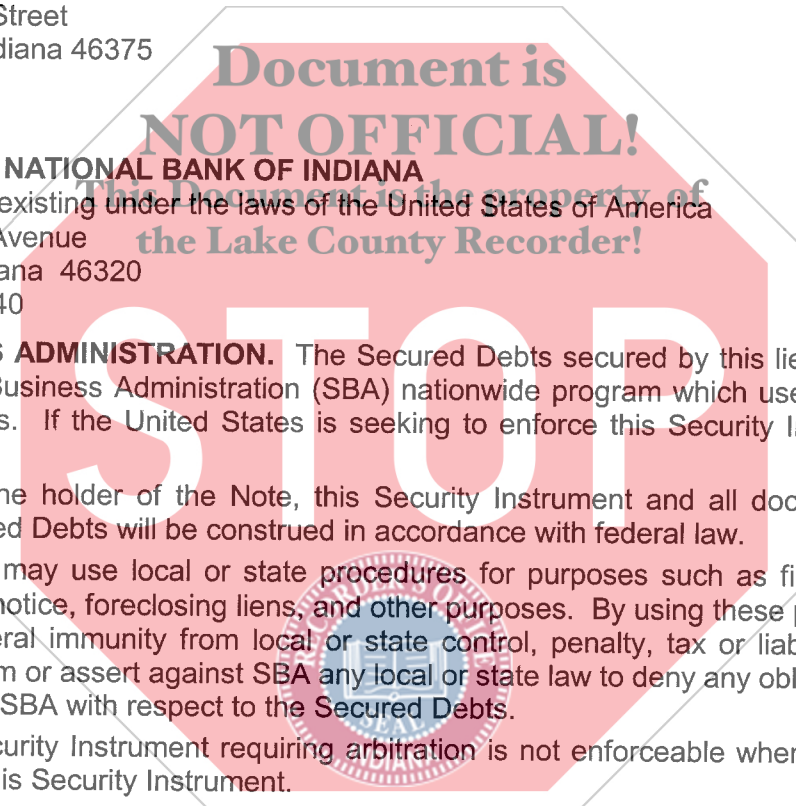 Street
diana 46375
Document is
NOT OFFICIAL!
NATIONAL BANK OF INDIANA
This Document is the property of
existing under the laws of the United States of America
Avenue
the Lake County Recorder!
ana 46320
40
S ADMINISTRATION. The Secured Debts secured by this lie
Business Administration (SBA) nationwide program which use
s. If the United States is seeking to enforce this Security I
STOP
he holder of the Note, this Security Instrument and all doc
ed Debts will be construed in accordance with federal law.
may use local or state procedures for purposes such as fi
notice, foreclosing liens, and other purposes. By using these p
eral immunity from local or state control, penalty, tax or liab
m or assert against SBA any local or state law to deny any obl
SBA with respect to the Secured Debts.
SEAL
curity Instrument requiring arbitration is not enforceable when
is Security Instrument.
INDIANA